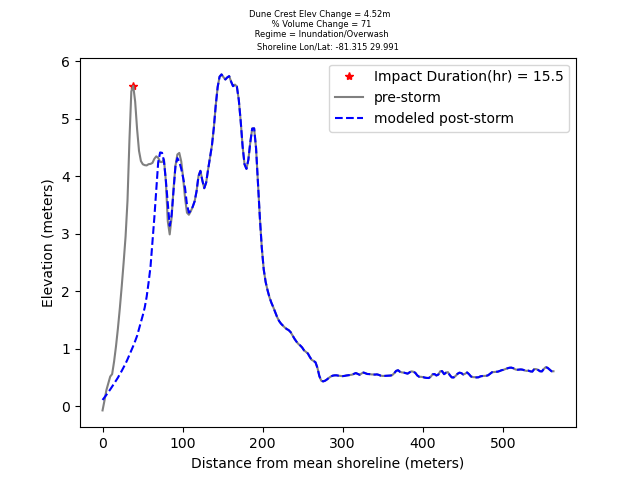 Dune Crest Elev Change = 4.52m
% Volume Change = 71
Regime = Inundation/Overwash
Shoreline Lon/Lat: -81.315 29.991
Impact Duration(hr) = 15.5
pre-storm
modeled post-storm
Elevation (meters)
6
5
4
3
2
1
0
0 100 200 300 400 500
Distance from mean shoreline (meters)